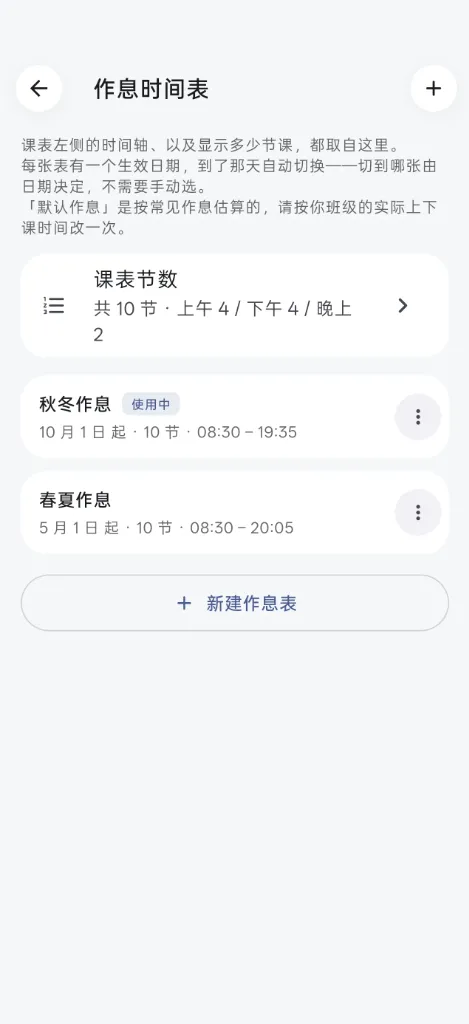 作息时间表
课表左侧的时间轴、以及显示多少节课，都取自这里。
每张表有一个生效日期，到了那天自动切换——切到哪张由
日期决定，不需要手动选。
「默认作息」是按常见作息估算的，请按你班级的实际上下
课时间改一次。
课表节数
共 10 节 · 上午 4 / 下午 4 / 晚上
2
秋冬作息 使用中
10 月 1 日 起 · 10 节 · 08:30 – 19:35
春夏作息
5 月 1 日 起 · 10 节 · 08:30 – 20:05
+ 新建作息表